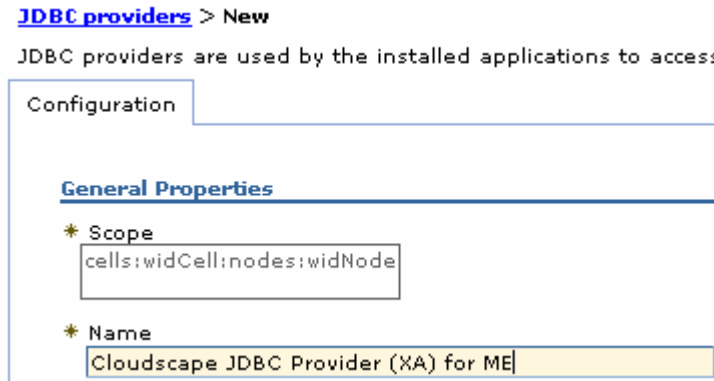 JDBC providers > New
JDBC providers are used by the installed applications to access
Configuration
General Properties
* Scope
cells:widCell:nodes:widNode
* Name
Cloudscape JDBC Provider (XA) for ME